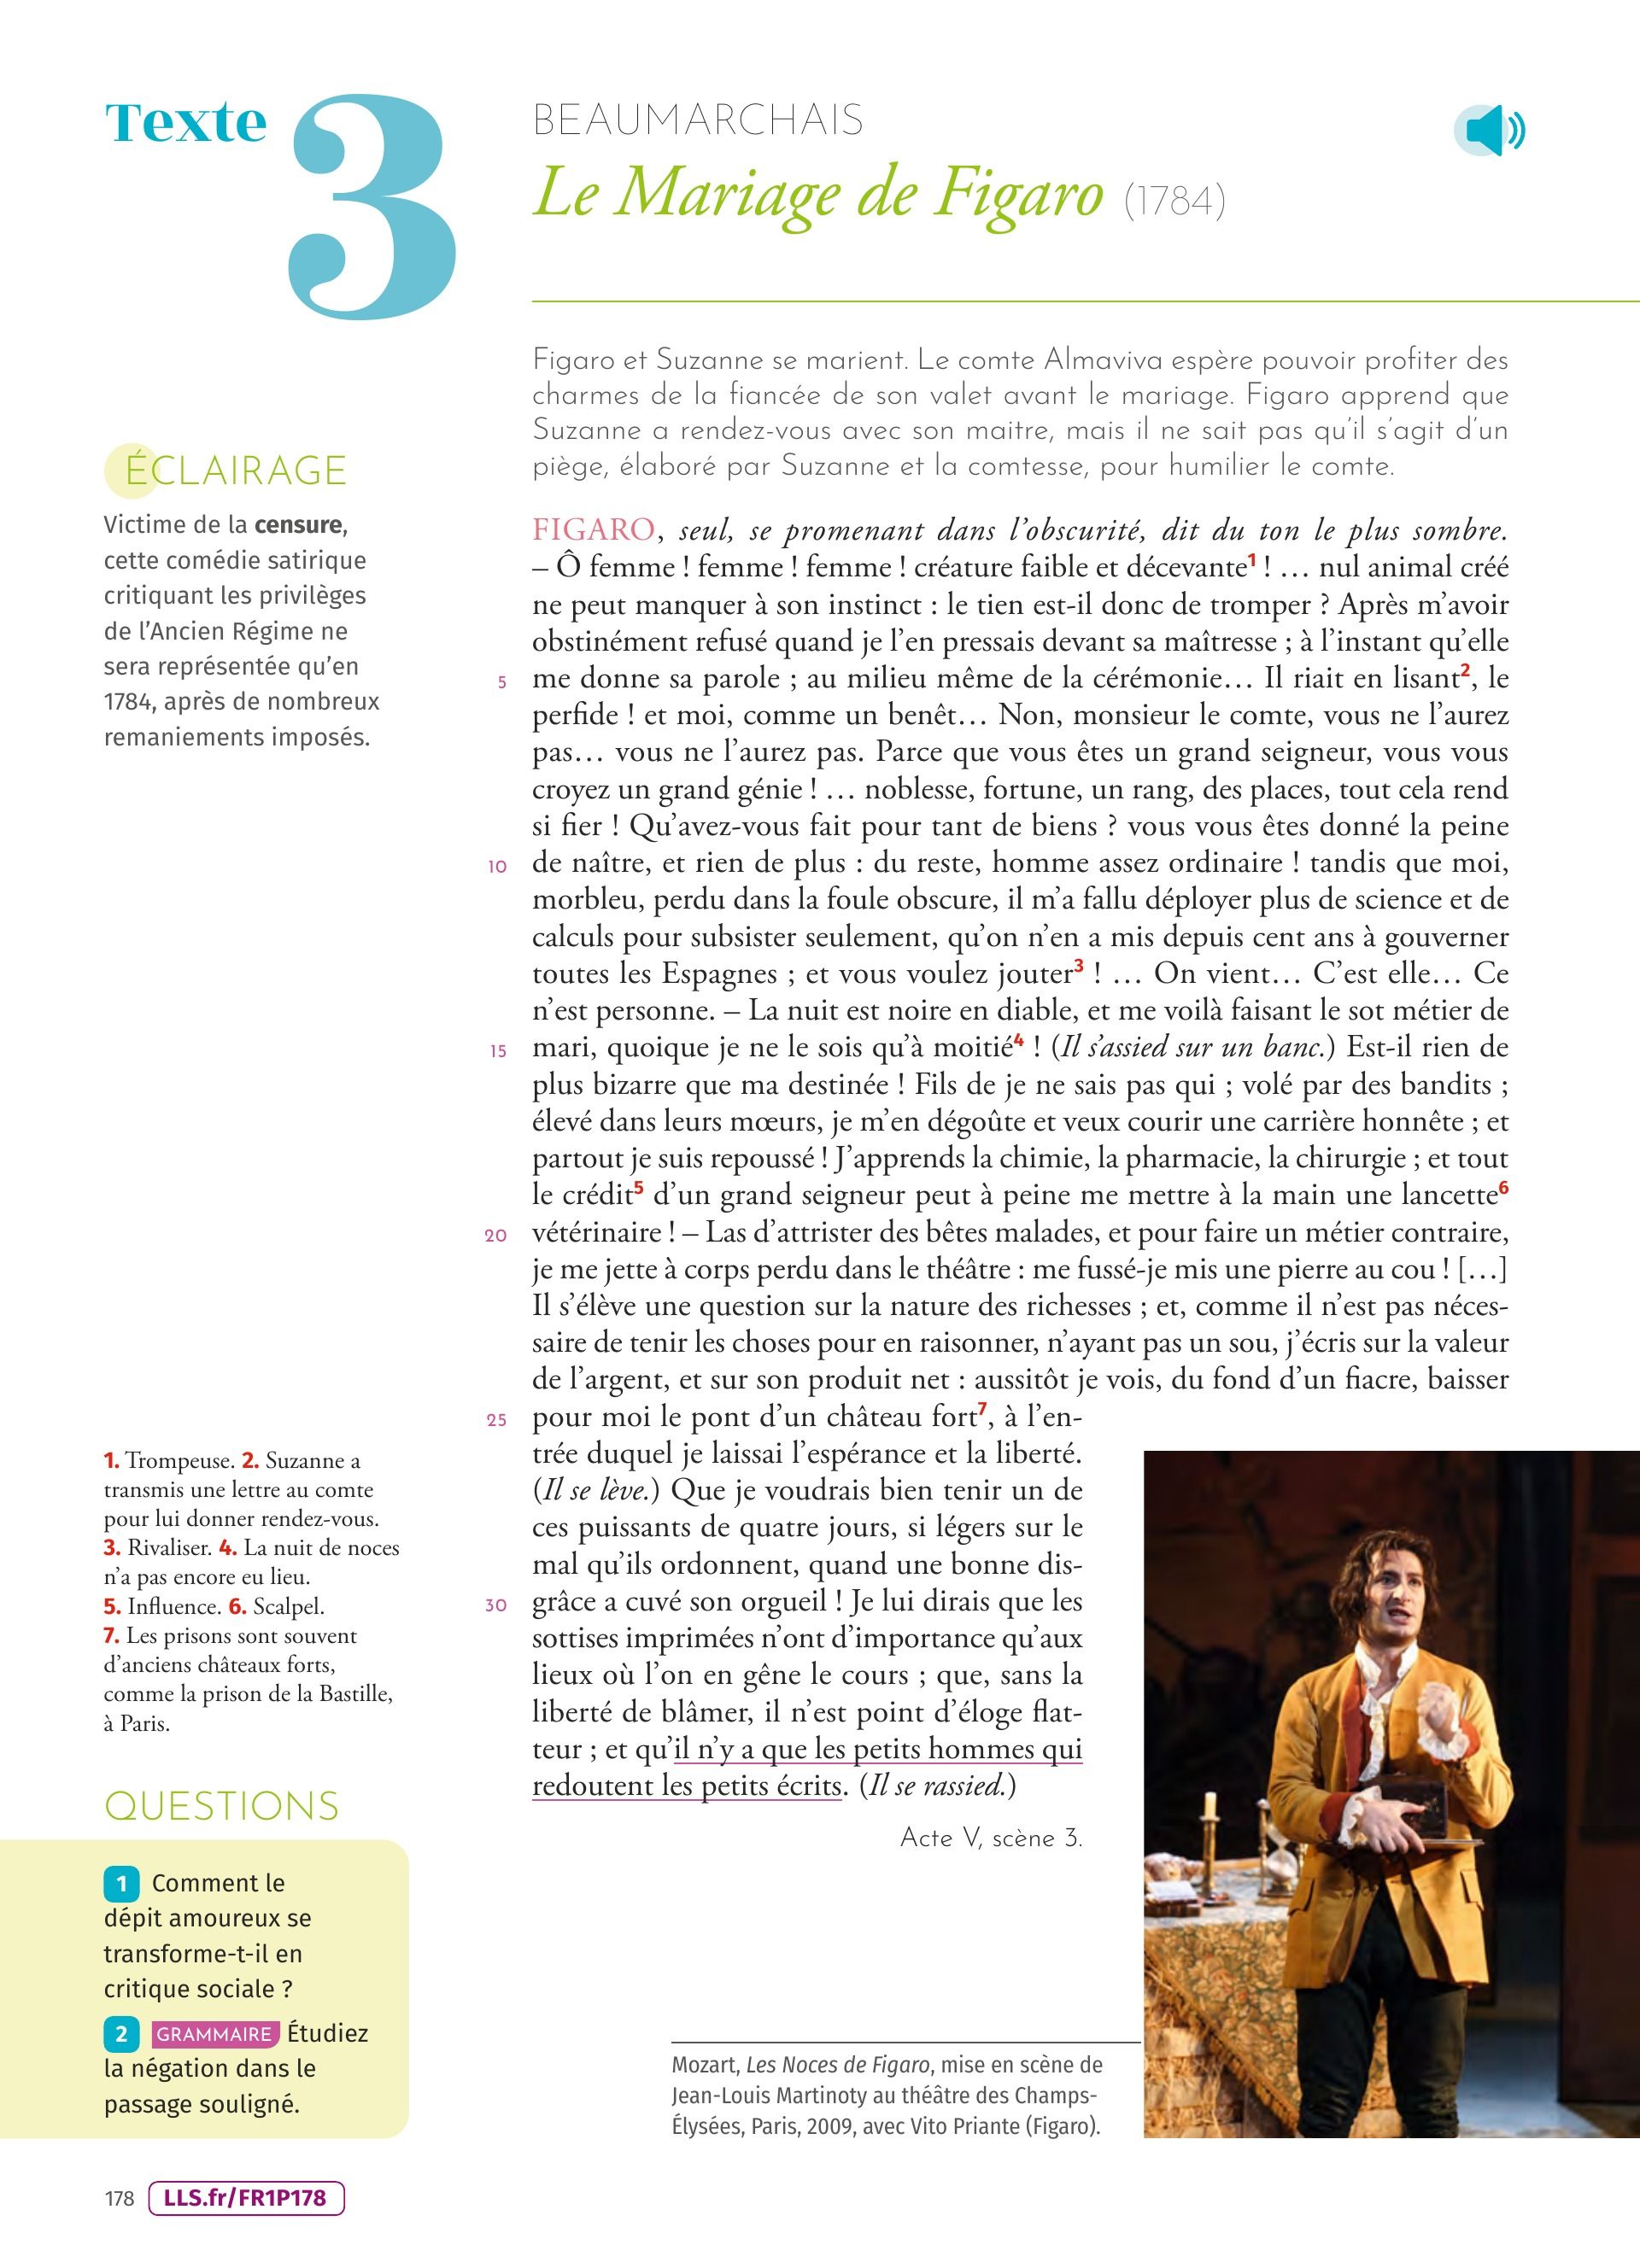 Texte 3
BEAUMARCHAIS
Le Mariage de Figaro (1784)
Figaro et Suzanne se marient. Le comte Almaviva espère pouvoir profiter des
charmes de la fiancée de son valet avant le mariage. Figaro apprend que
Suzanne a rendez-vous avec son maitre, mais il ne sait pas qu'il s'agit d'un
piège, élaboré par Suzanne et la comtesse, pour humilier le comte.
ÉCLAIRAGE
Victime de la censure,
cette comédie satirique
critiquant les privilèges
de l'Ancien Régime ne
sera représentée qu'en
1784, après de nombreux
remaniements imposés.
FIGARO, seul, se promenant dans l'obscurité, dit du ton le plus sombre.
– Ô femme ! femme ! femme ! créature faible et décevante1 ! … nul animal créé
ne peut manquer à son instinct : le tien est-il donc de tromper ? Après m'avoir
obstinément refusé quand je l'en pressais devant sa maîtresse ; à l'instant qu'elle
5 me donne sa parole ; au milieu même de la cérémonie… Il riait en lisant2, le
perfide ! et moi, comme un benêt… Non, monsieur le comte, vous ne l'aurez
pas… vous ne l'aurez pas. Parce que vous êtes un grand seigneur, vous vous
croyez un grand génie ! … noblesse, fortune, un rang, des places, tout cela rend
si fier ! Qu'avez-vous fait pour tant de biens ? vous vous êtes donné la peine
10 de naître, et rien de plus : du reste, homme assez ordinaire ! tandis que moi,
morbleu, perdu dans la foule obscure, il m'a fallu déployer plus de science et de
calculs pour subsister seulement, qu'on n'en a mis depuis cent ans à gouverner
toutes les Espagnes ; et vous voulez jouter3 ! … On vient… C'est elle… Ce
n'est personne. – La nuit est noire en diable, et me voilà faisant le sot métier de
15 mari, quoique je ne le sois qu'à moitié4 ! (Il s'assied sur un banc.) Est-il rien de
plus bizarre que ma destinée ! Fils de je ne sais pas qui ; volé par des bandits ;
élevé dans leurs mœurs, je m'en dégoûte et veux courir une carrière honnête ; et
partout je suis repoussé ! J'apprends la chimie, la pharmacie, la chirurgie ; et tout
le crédit5 d'un grand seigneur peut à peine me mettre à la main une lancette6
20 vétérinaire ! – Las d'attrister des bêtes malades, et pour faire un métier contraire,
je me jette à corps perdu dans le théâtre : me fussé-je mis une pierre au cou ! […]
Il s'élève une question sur la nature des richesses ; et, comme il n'est pas néces-
saire de tenir les choses pour en raisonner, n'ayant pas un sou, j'écris sur la valeur
de l'argent, et sur son produit net : aussitôt je vois, du fond d'un fiacre, baisser
25 pour moi le pont d'un château fort7, à l'en-
trée duquel je laissai l'espérance et la liberté.
(Il se lève.) Que je voudrais bien tenir un de
ces puissants de quatre jours, si légers sur le
mal qu'ils ordonnent, quand une bonne dis-
30 grâce a cuvé son orgueil ! Je lui dirais que les
sottises imprimées n'ont d'importance qu'aux
lieux où l'on en gêne le cours ; que, sans la
liberté de blâmer, il n'est point d'éloge flat-
teur ; et qu'il n'y a que les petits hommes qui
redoutent les petits écrits. (Il se rassied.)
Acte V, scène 3.
1. Trompeuse. 2. Suzanne a
transmis une lettre au comte
pour lui donner rendez-vous.
3. Rivaliser. 4. La nuit de noces
n'a pas encore eu lieu.
5. Influence. 6. Scalpel.
7. Les prisons sont souvent
d'anciens châteaux forts,
comme la prison de la Bastille,
à Paris.
QUESTIONS
1 Comment le
dépit amoureux se
transforme-t-il en
critique sociale ?
2 GRAMMAIRE Étudiez
la négation dans le
passage souligné.
Mozart, Les Noces de Figaro, mise en scène de
Jean-Louis Martinoty au théâtre des Champs-
Élysées, Paris, 2009, avec Vito Priante (Figaro).
178 LLS.fr/FR1P178